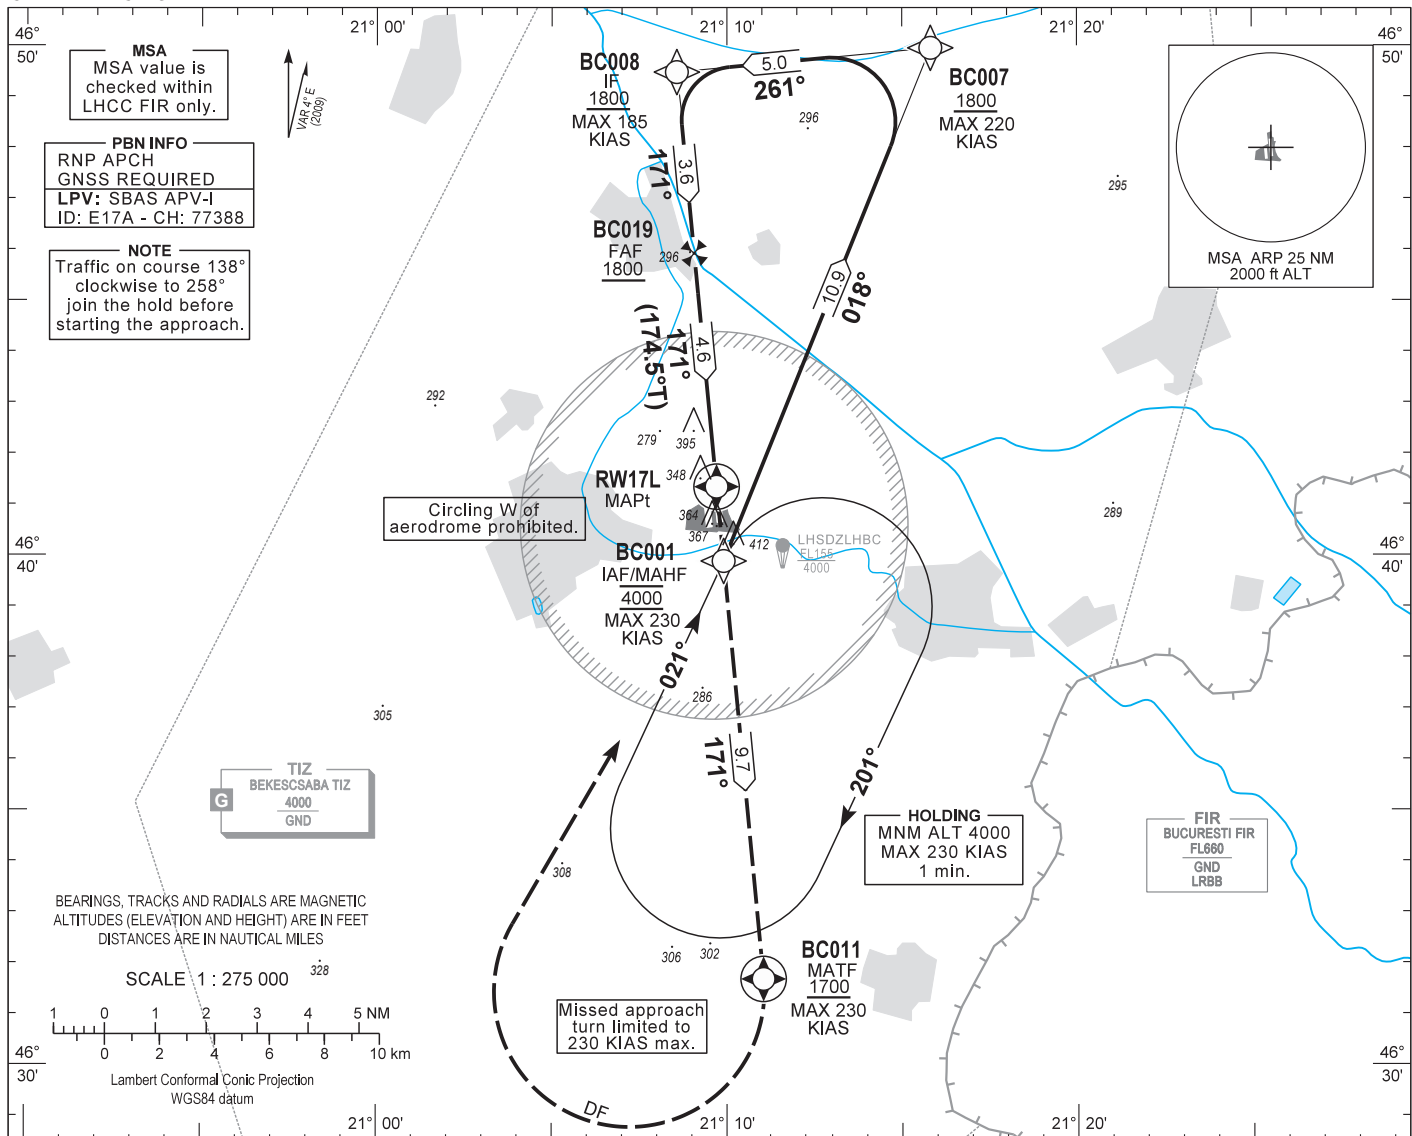 21° 00'
21° 10'
21° 20'
46°
50'
46°
50'
MSA
MSA value is
checked within
LHCC FIR only.
VAR 4° E
(2009)
PBN INFO
RNP APCH
GNSS REQUIRED
LPV: SBAS APV-I
ID: E17A - CH: 77388
NOTE
Traffic on course 138°
clockwise to 258°
join the hold before
starting the approach.
BC008
IF
1800
MAX 185
KIAS
5.0
261°
296
BC007
1800
MAX 220
KIAS
295
MSA ARP 25 NM
2000 ft ALT
3.6
171°
BC019
FAF
1800
296
10.9
018°
4.6
171°
(174.5°T)
292
279
395
348
RW17L
MAPt
364
367
412
Circling W of
aerodrome prohibited.
LHSDZLHBC
FL155
4000
289
46°
40'
46°
40'
BC001
IAF/MAHF
4000
MAX 230
KIAS
021°
286
305
9.7
171°
201°
TIZ
BEKESCSABA TIZ
4000
GND
G
HOLDING
MNM ALT 4000
MAX 230 KIAS
1 min.
FIR
BUCURESTI FIR
FL660
GND
LRBB
308
BEARINGS, TRACKS AND RADIALS ARE MAGNETIC
ALTITUDES (ELEVATION AND HEIGHT) ARE IN FEET
DISTANCES ARE IN NAUTICAL MILES
328
306
302
SCALE 1 : 275 000
1 0 1 2 3 4 5 NM
0 2 4 6 8 10 km
Lambert Conformal Conic Projection
WGS84 datum
BC011
MATF
1700
MAX 230
KIAS
Missed approach
turn limited to
230 KIAS max.
DF
46°
30'
46°
30'
21° 00'
21° 10'
21° 20'